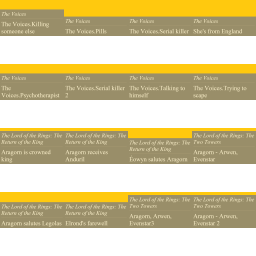 The Voices
The Voices.Killing
someone else
The Voices
The Voices.Pills
The Voices
The Voices.Serial killer
The Voices
She's from England
The Voices
The
Voices.Psychotherapist
The Voices
The Voices.Serial killer
2
The Voices
The Voices.Talking to
himself
The Voices
The Voices.Trying to
scape
The Lord of the Rings: The
Return of the King
Aragorn is crowned
king
The Lord of the Rings: The
Return of the King
Aragorn receives
Anduril
The Lord of the Rings: The
Return of the King
Eowyn salutes Aragorn
The Lord of the Rings: The
Two Towers
Aragorn - Arwen,
Evenstar
The Lord of the Rings: The
Return of the King
Aragorn salutes Legolas
The Lord of the Rings: The
Return of the King
Elrond's farewell
The Lord of the Rings: The
Two Towers
Aragorn, Arwen,
Evenstar3
The Lord of the Rings: The
Two Towers
Aragorn - Arwen,
Evenstar 2